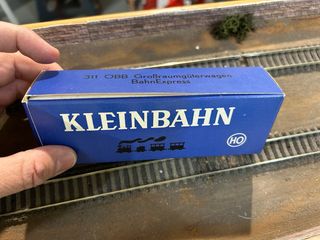 311 ÖBB Großraumgüterwagen
BahnExpress
KLEINBAHN
HO